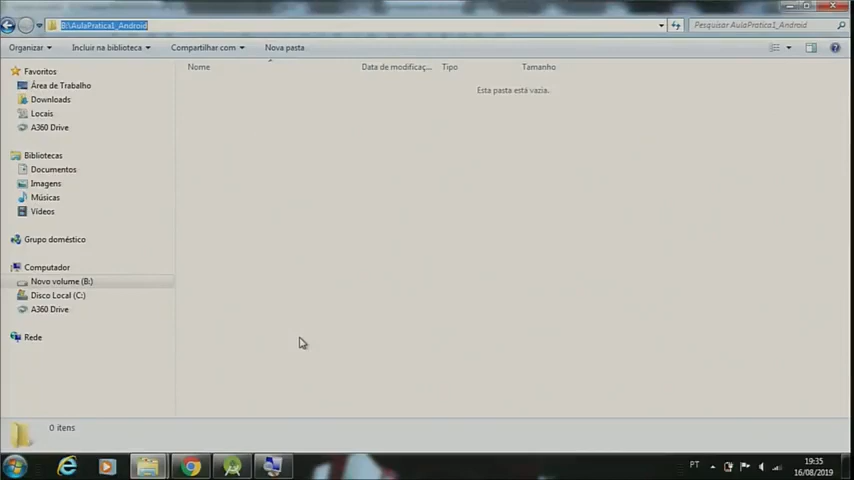 B:\AulaPratica1_Android
Pesquisar AulaPratica1_Android
Organizar
Incluir na biblioteca
Compartilhar com
Nova pasta
Favoritos
Área de Trabalho
Downloads
Locais
A360 Drive
Bibliotecas
Documentos
Imagens
Músicas
Vídeos
Grupo doméstico
Computador
Novo volume (B:)
Disco Local (C:)
A360 Drive
Rede
Nome
Data de modificaç...
Tipo
Tamanho
Esta pasta está vazia.
0 itens
PT
19:35
16/08/2019